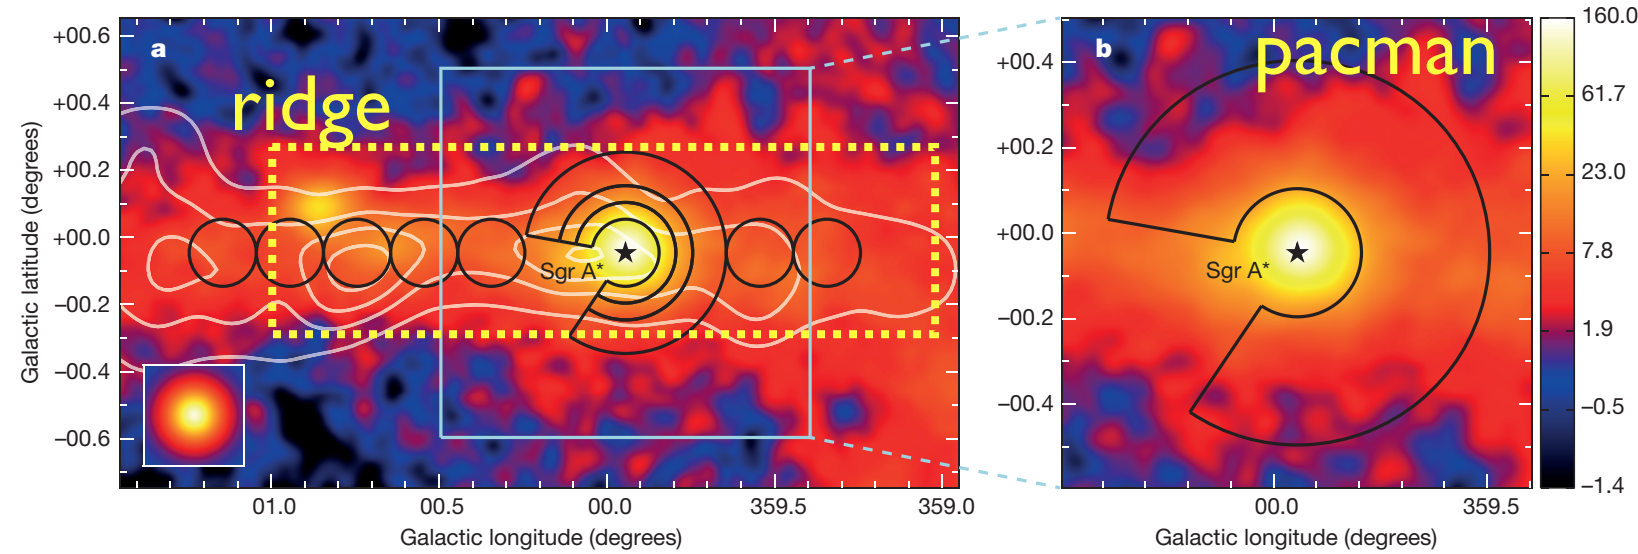 a
ridge
Sgr A*
+00.6
+00.4
+00.2
+00.0
−00.2
−00.4
−00.6
Galactic latitude (degrees)
01.0
00.5
00.0
359.5
359.0
Galactic longitude (degrees)
b
pacman
Sgr A*
+00.4
+00.2
+00.0
−00.2
−00.4
00.0
359.5
Galactic longitude (degrees)
160.0
61.7
23.0
7.8
1.9
−0.5
−1.4